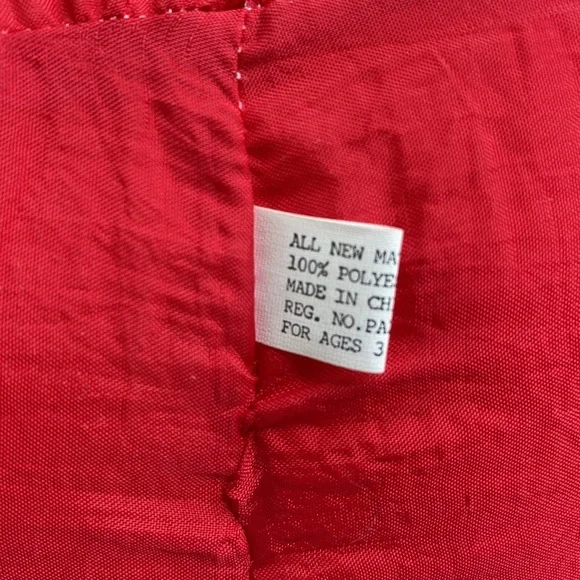 ALL NEW MA
100% POLYE
MADE IN CH
REG. NO.PA
FOR AGES 3